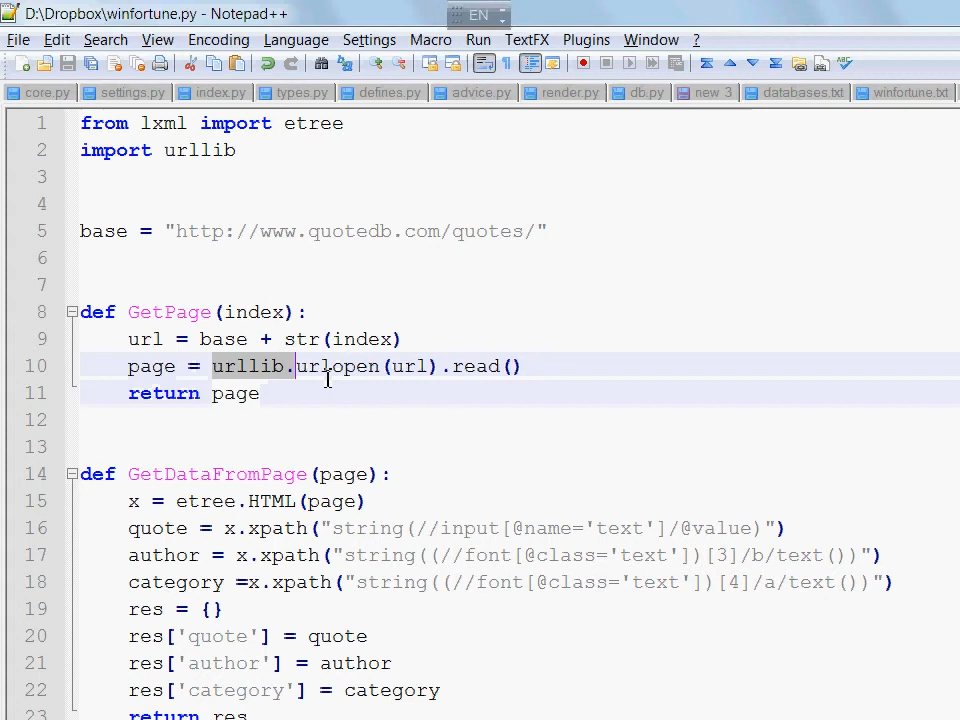 D:\Dropbox\winfortune.py - Notepad++
EN
File Edit Search View Encoding Language Settings Macro Run TextFX Plugins Window ?
core.py settings.py index.py types.py defines.py advice.py render.py db.py new 3 databases.txt winfortune.txt
1 from lxml import etree
2 import urllib
3
4
5 base = "http://www.quotedb.com/quotes/"
6
7
8 def GetPage(index):
9 url = base + str(index)
10 page = urllib.urlopen(url).read()
11 return page
12
13
14 def GetDataFromPage(page):
15 x = etree.HTML(page)
16 quote = x.xpath("string(//input[@name='text']/@value)")
17 author = x.xpath("string((//font[@class='text'])[3]/b/text())")
18 category =x.xpath("string((//font[@class='text'])[4]/a/text())")
19 res = {}
20 res['quote'] = quote
21 res['author'] = author
22 res['category'] = category
23 return res